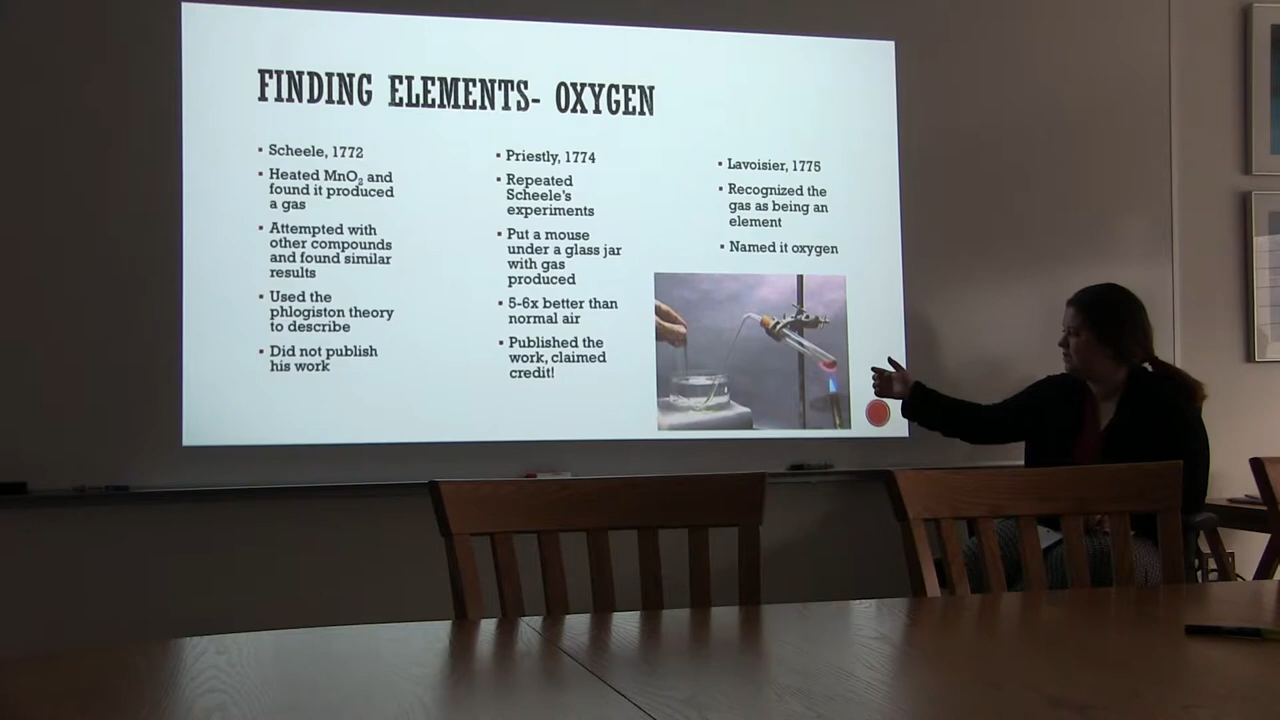 FINDING ELEMENTS- OXYGEN
▪ Scheele, 1772
▪ Heated MnO₂ and
found it produced
a gas
▪ Attempted with
other compounds
and found similar
results
▪ Used the
phlogiston theory
to describe
▪ Did not publish
his work
▪ Priestly, 1774
▪ Repeated
Scheele's
experiments
▪ Put a mouse
under a glass jar
with gas
produced
▪ 5-6x better than
normal air
▪ Published the
work, claimed
credit!
▪ Lavoisier, 1775
▪ Recognized the
gas as being an
element
▪ Named it oxygen